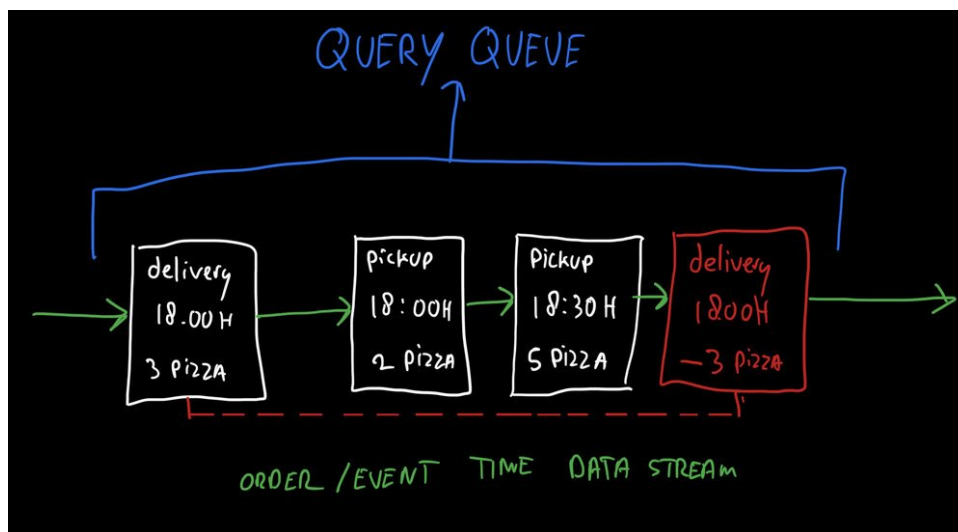 QUERY QUEUE
delivery
18.00H
3 PIZZA
PICKUP
18:00H
2 PIZZA
PICKUP
18:30H
5 PIZZA
delivery
1800H
-3 PIZZA
ORDER / EVENT TIME DATA STREAM